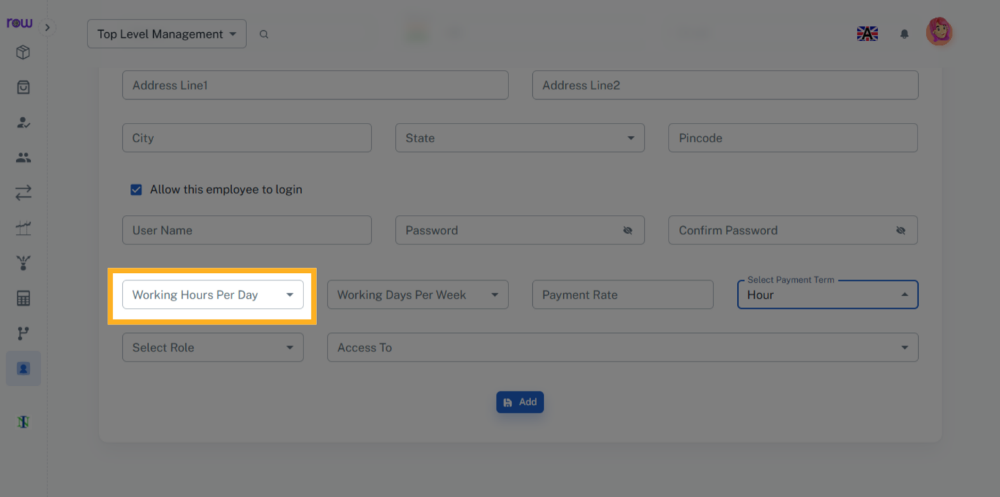 row
Top Level Management
A
Address Line1
Address Line2
City
State
Pincode
Allow this employee to login
User Name
Password
Confirm Password
Working Hours Per Day
Working Days Per Week
Payment Rate
Select Payment Term
Hour
Select Role
Access To
Add